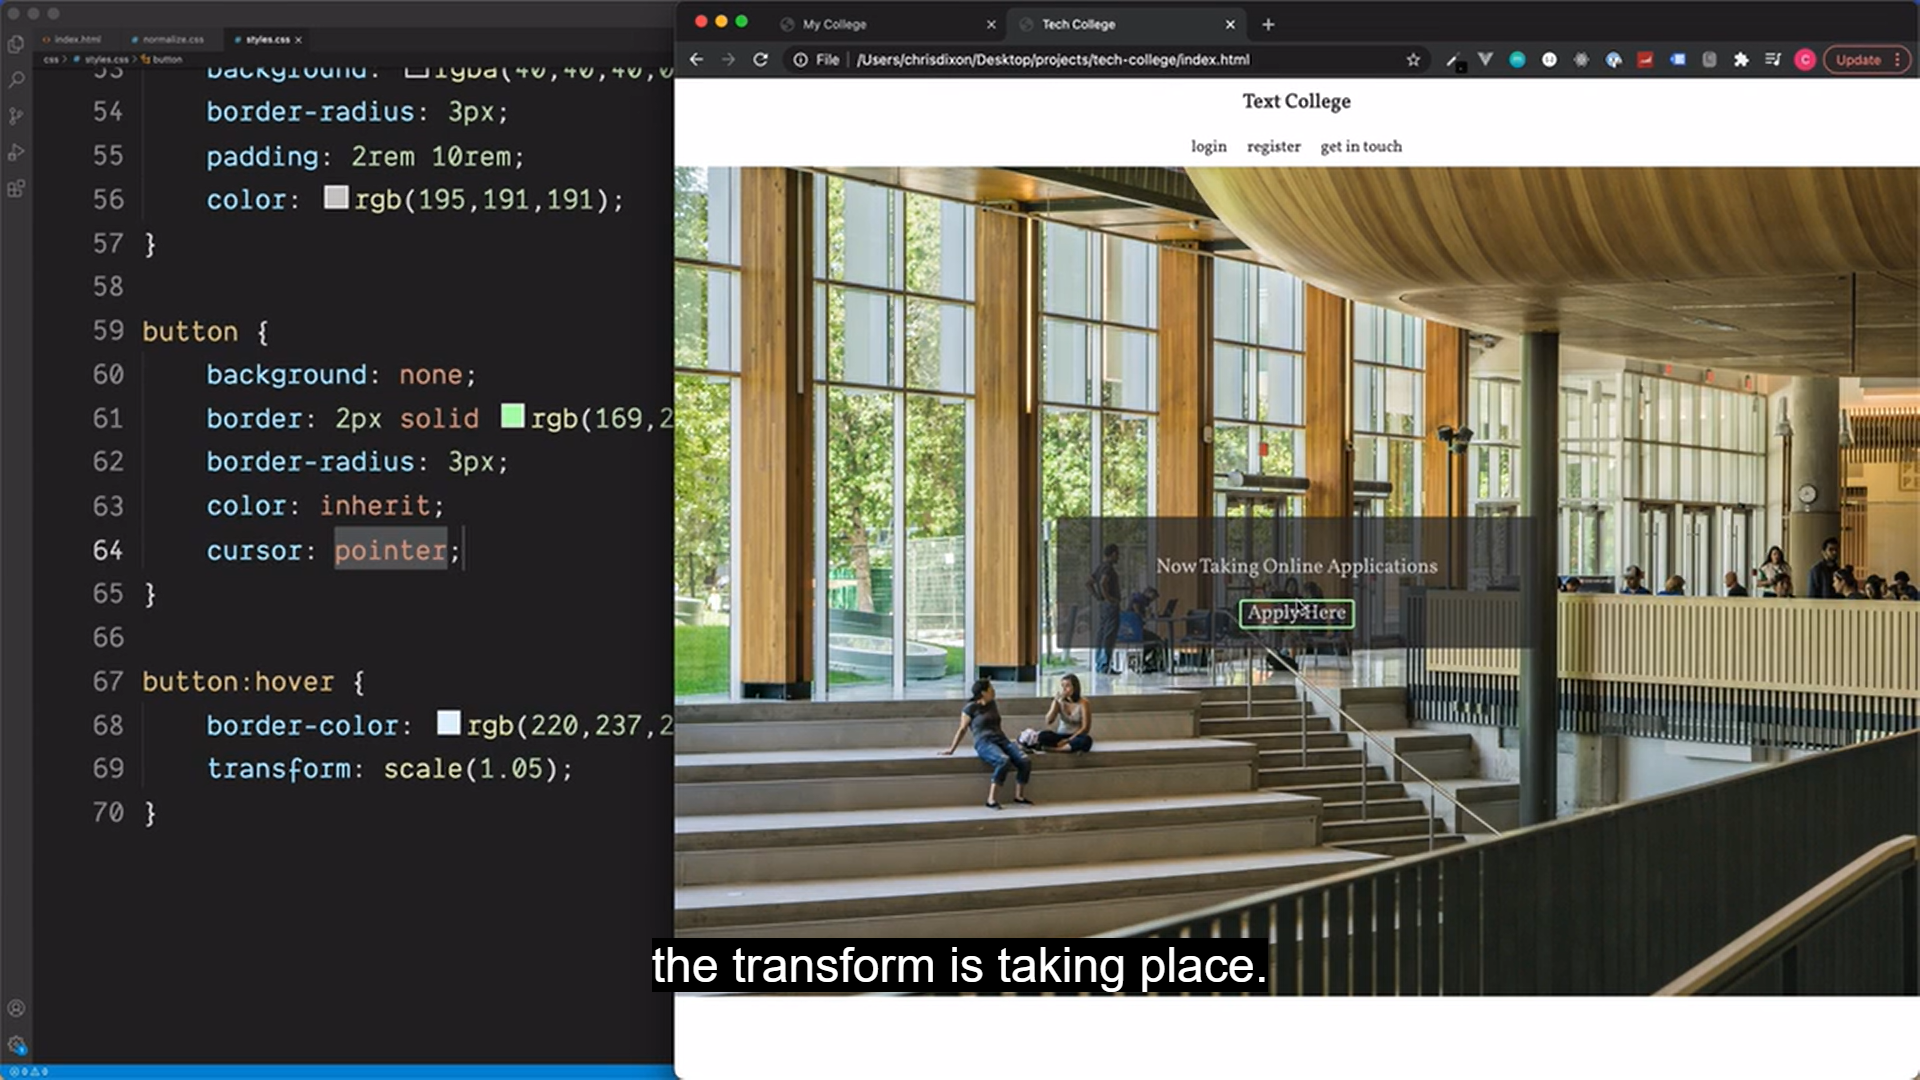 index.html
normalize.css
styles.css
css > # styles.css > button
53 background: rgba(40,40,40,0
54 border-radius: 3px;
55 padding: 2rem 10rem;
56 color: rgb(195,191,191);
57 }
58
59 button {
60 background: none;
61 border: 2px solid rgb(169,2
62 border-radius: 3px;
63 color: inherit;
64 cursor: pointer;
65 }
66
67 button:hover {
68 border-color: rgb(220,237,2
69 transform: scale(1.05);
70 }
My College
Tech College
File /Users/chrisdixon/Desktop/projects/tech-college/index.html
C
Update
Text College
login register get in touch
Now Taking Online Applications
Apply Here
the transform is taking place.